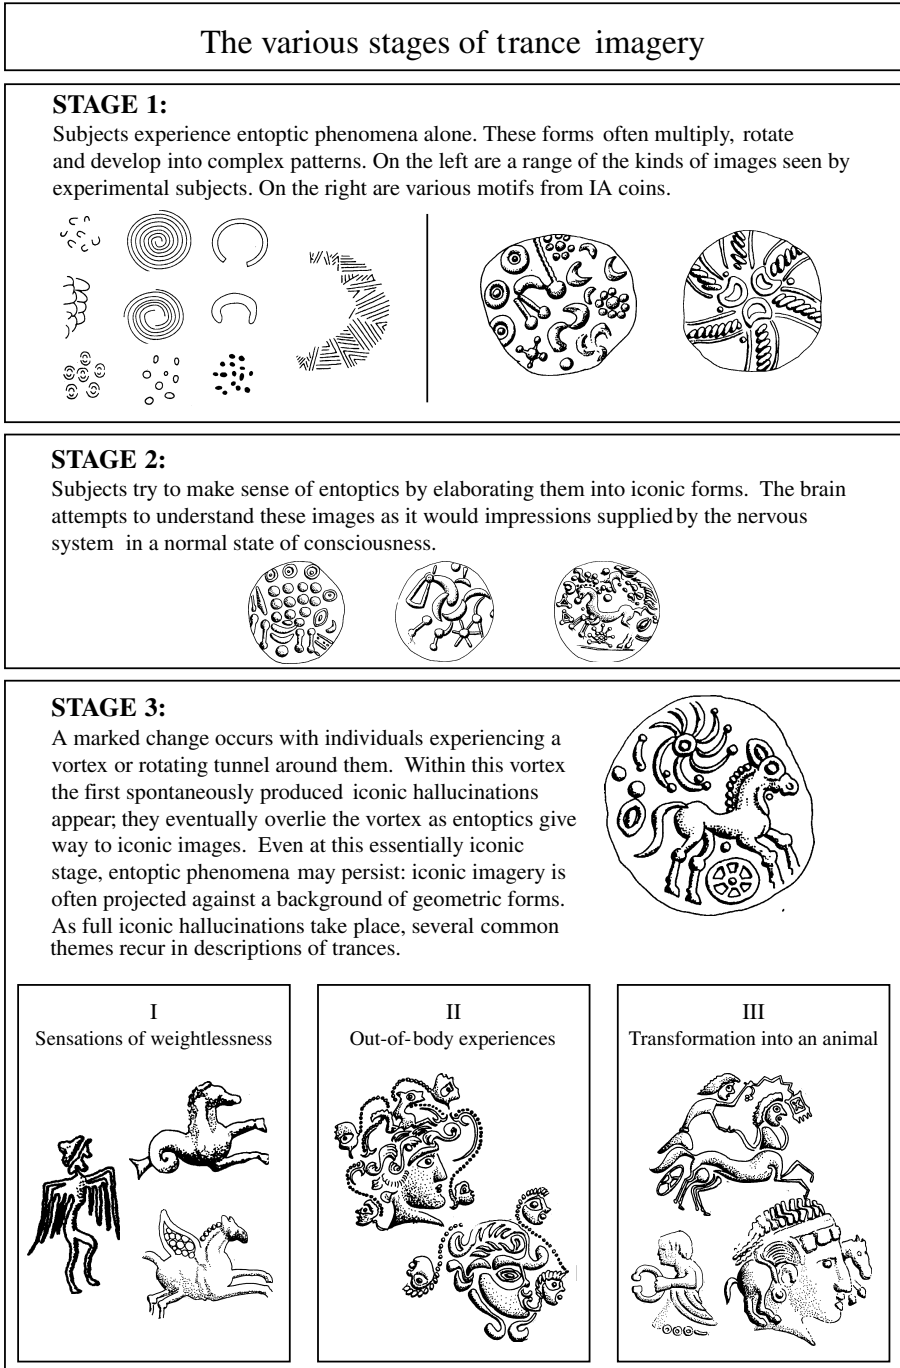 The various stages of trance imagery
STAGE 1:
Subjects experience entoptic phenomena alone. These forms often multiply, rotate
and develop into complex patterns. On the left are a range of the kinds of images seen by
experimental subjects. On the right are various motifs from IA coins.
STAGE 2:
Subjects try to make sense of entoptics by elaborating them into iconic forms. The brain
attempts to understand these images as it would impressions supplied by the nervous
system in a normal state of consciousness.
STAGE 3:
A marked change occurs with individuals experiencing a
vortex or rotating tunnel around them. Within this vortex
the first spontaneously produced iconic hallucinations
appear; they eventually overlie the vortex as entoptics give
way to iconic images. Even at this essentially iconic
stage, entoptic phenomena may persist: iconic imagery is
often projected against a background of geometric forms.
As full iconic hallucinations take place, several common
themes recur in descriptions of trances.
I
Sensations of weightlessness
II
Out-of-body experiences
III
Transformation into an animal